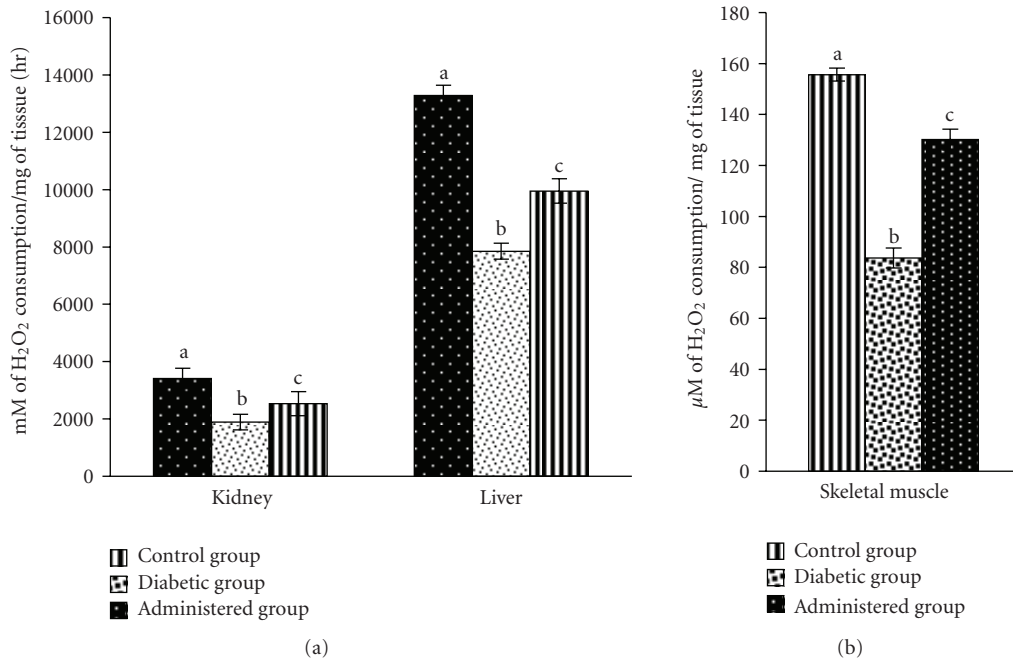 mM of H₂O₂ consumption/mg of tisssue (hr)
16000
14000
12000
10000
8000
6000
4000
2000
0
a
b
c
a
b
c
Kidney
Liver
Control group
Diabetic group
Administered group
(a)
µM of H₂O₂ consumption/ mg of tissue
180
160
140
120
100
80
60
40
20
0
a
b
c
Skeletal muscle
Control group
Diabetic group
Administered group
(b)